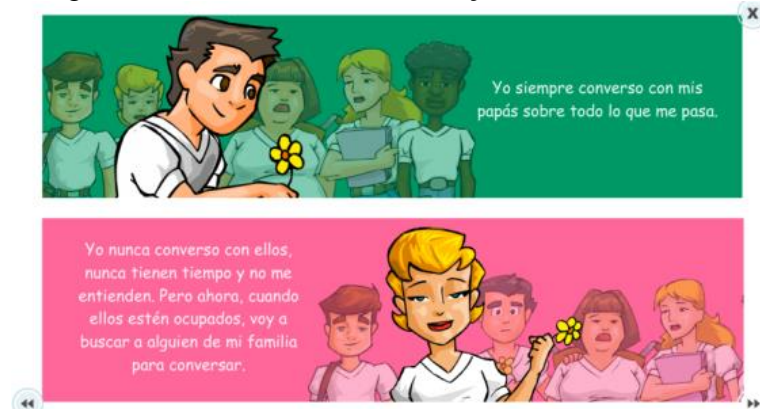 x
Yo siempre converso con mis
papás sobre todo lo que me pasa.
Yo nunca converso con ellos,
nunca tienen tiempo y no me
entienden. Pero ahora, cuando
ellos estén ocupados, voy a
buscar a alguien de mi familia
para conversar.